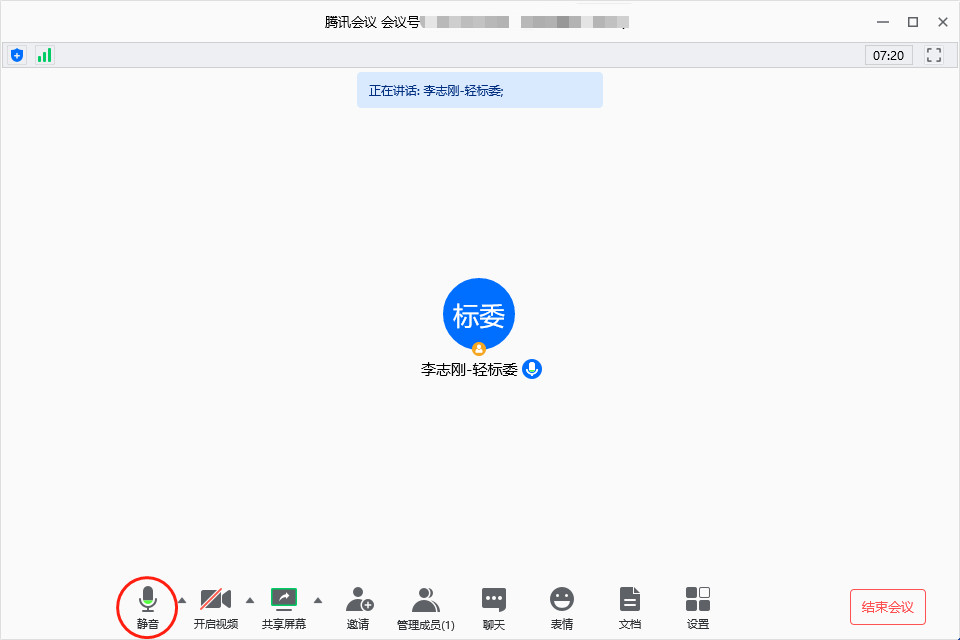 腾讯会议 会议号
07:20
正在讲话: 李志刚-轻标委;
标委
李志刚-轻标委
静音 开启视频 共享屏幕 邀请 管理成员(1) 聊天 表情 文档 设置 结束会议